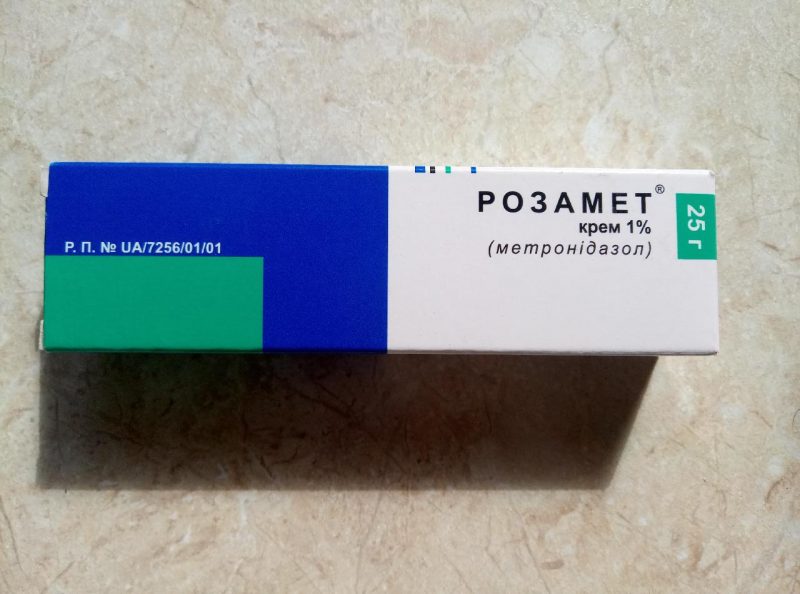 Р. П. № UA/7256/01/01
РОЗАМЕТ®
крем 1%
(метронідазол)
25 г